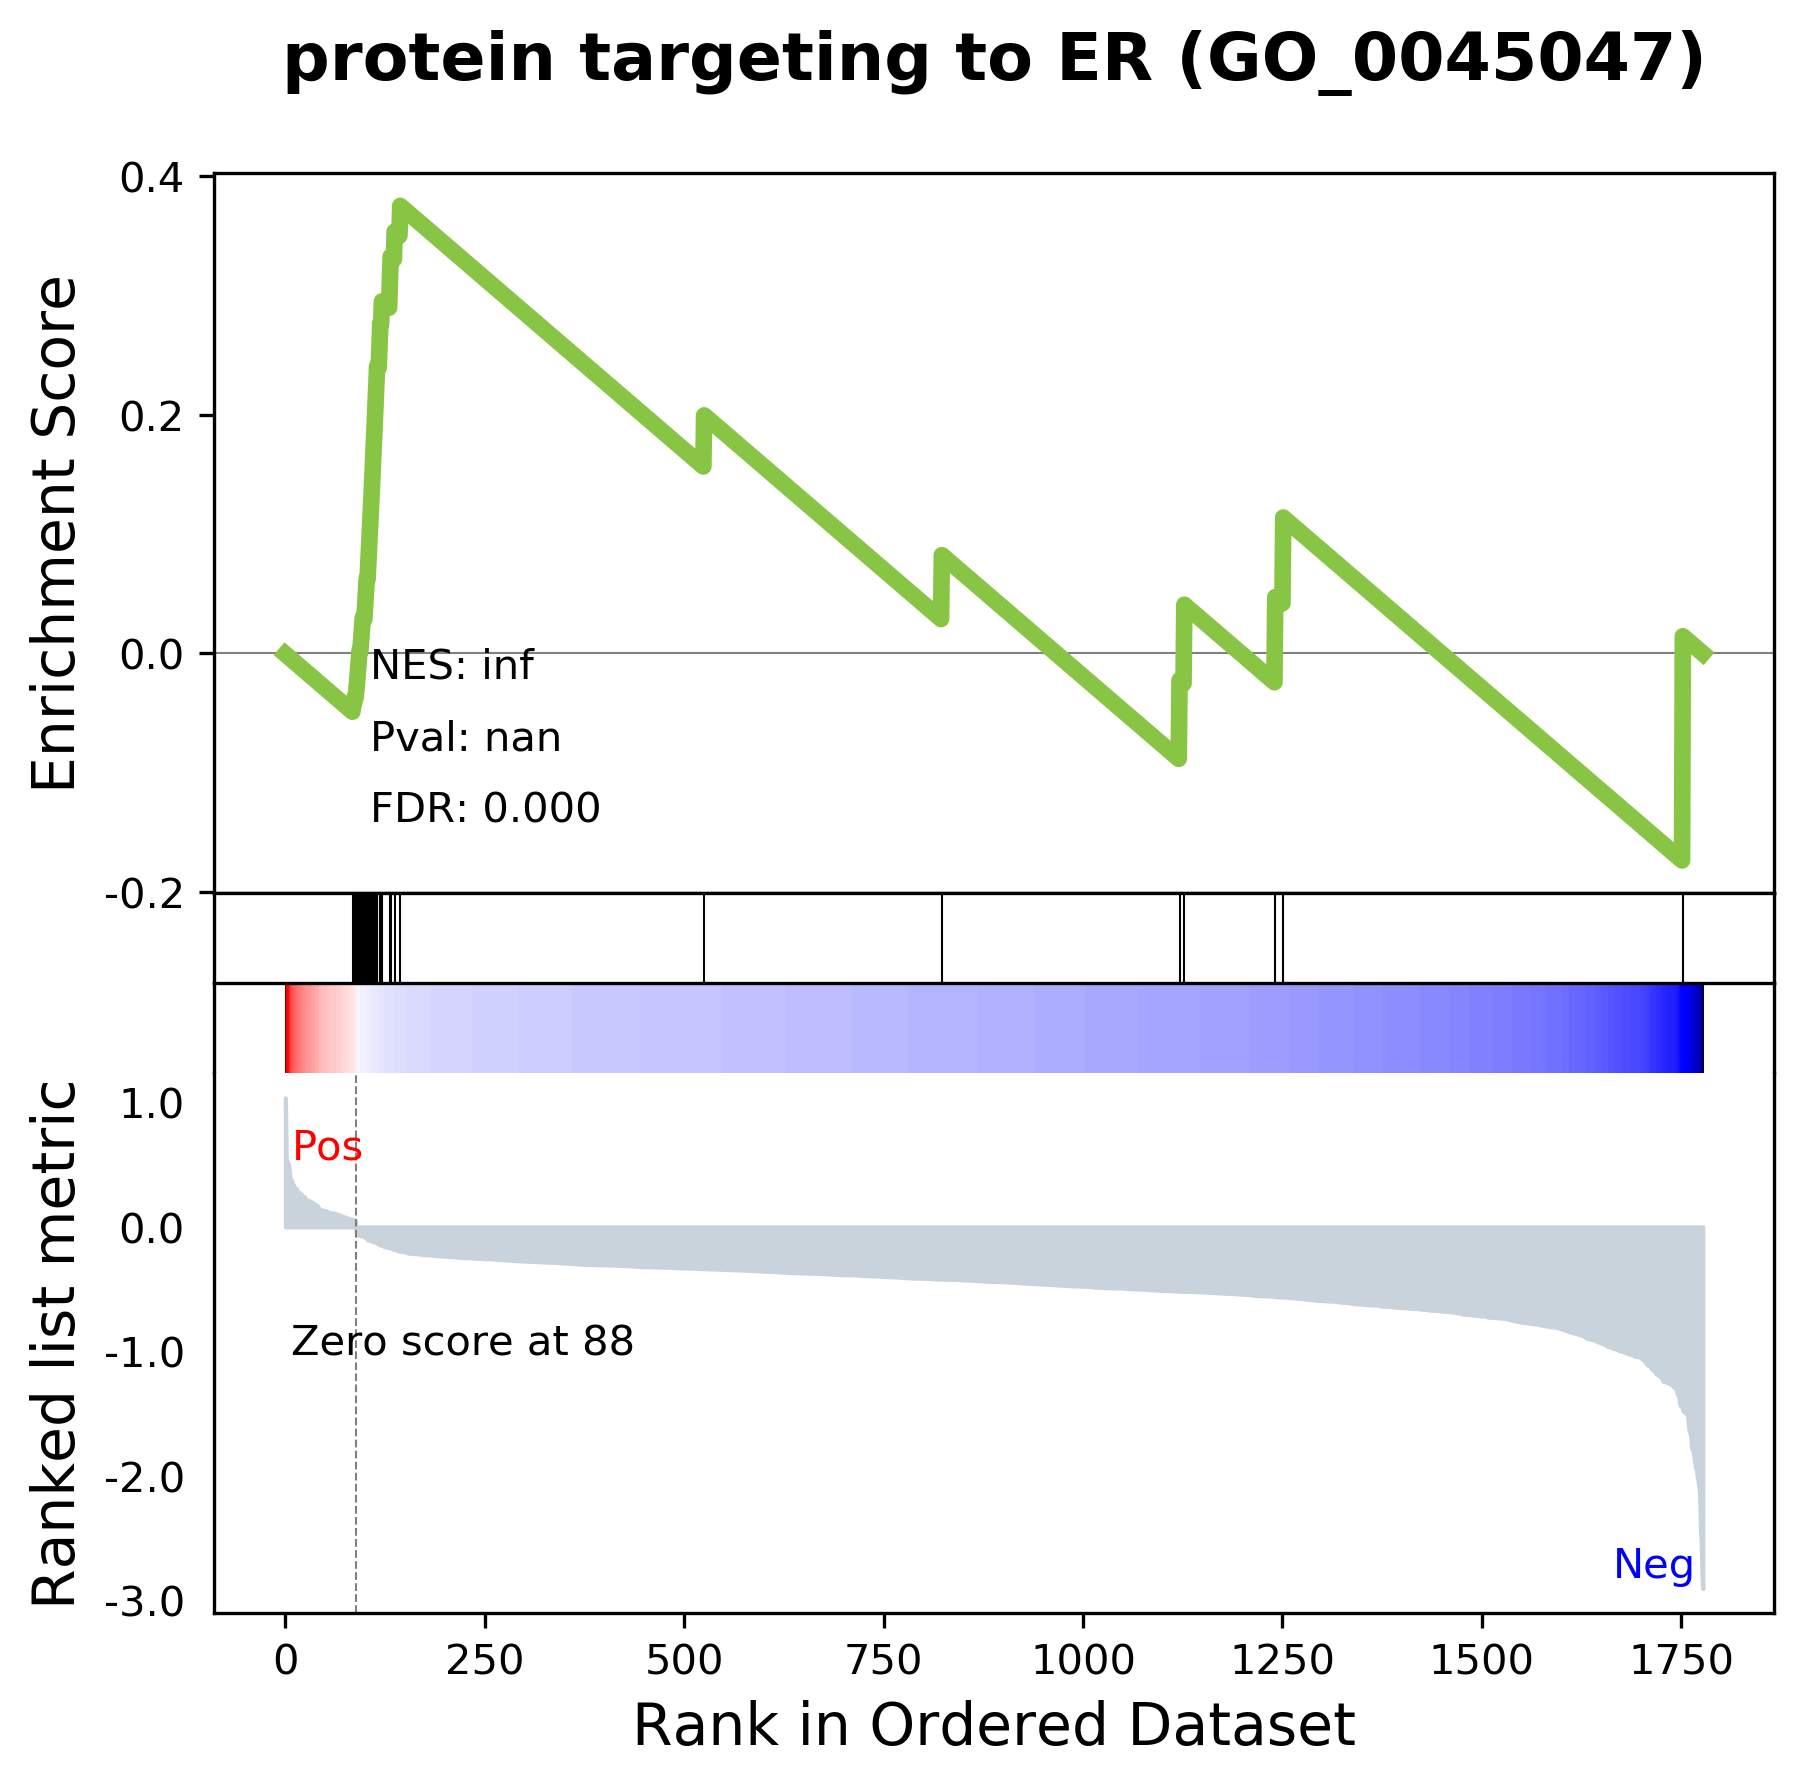 protein targeting to ER (GO_0045047)
0.4
0.2
0.0
-0.2
Enrichment Score
NES: inf
Pval: nan
FDR: 0.000
1.0
0.0
-1.0
-2.0
-3.0
Ranked list metric
Pos
Zero score at 88
Neg
0 250 500 750 1000 1250 1500 1750
Rank in Ordered Dataset